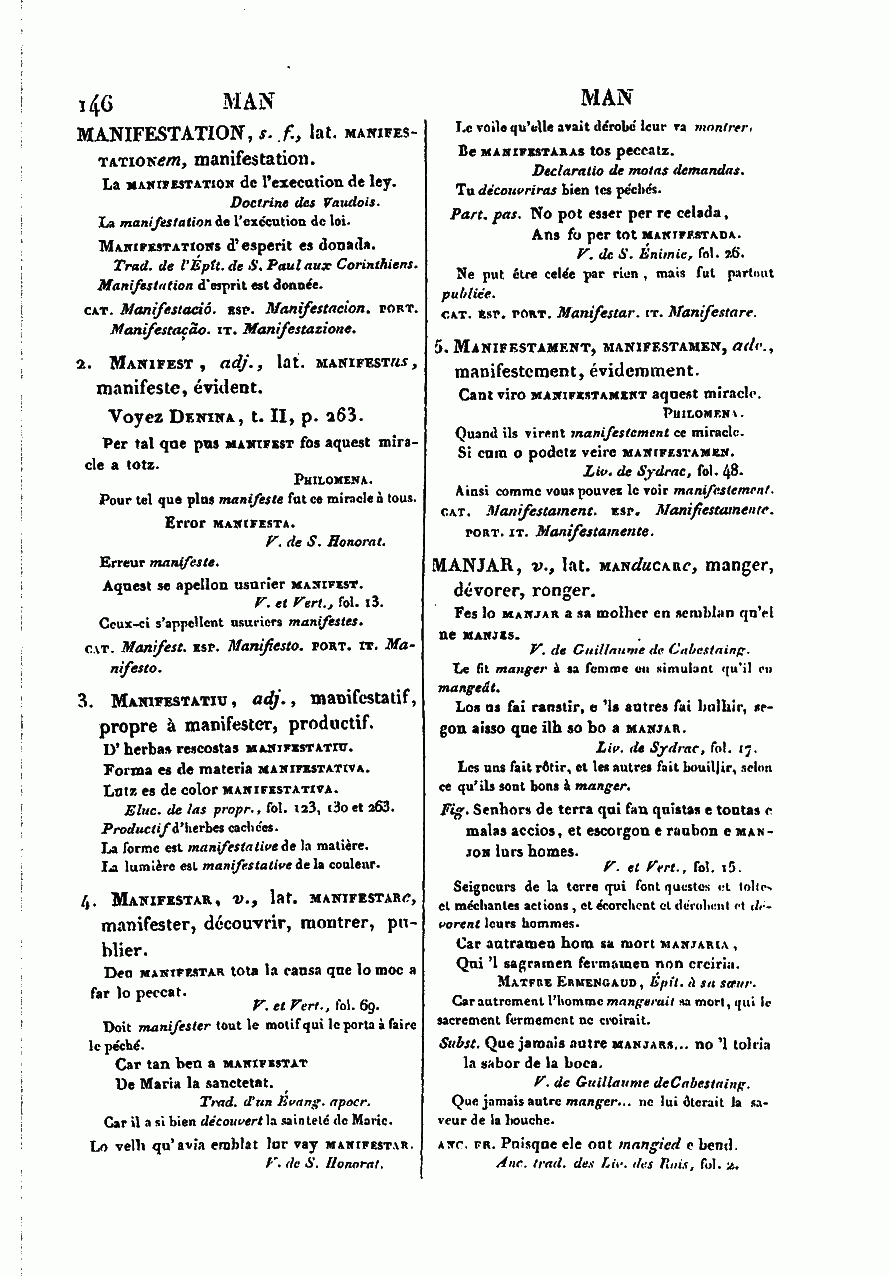 146 MAN
MANIFESTATION, s. f., lat. MANIFES-
TATIONem, manifestation.
La MANIFESTATION de l'execution de ley.
Doctrine des Vaudois.
La manifestation de l'exécution de loi.
MANIFESTATIONS d'esperit es donada.
Trad. de l'Épît. de S. Paul aux Corinthiens.
Manifestation d'esprit est donnée.
CAT. Manifestació. ESP. Manifestacion. PORT.
Manifestação. IT. Manifestazione.
2. MANIFEST, adj., lat. MANIFESTus,
manifeste, évident.
Voyez DENINA, t. II, p. 263.
Per tal que pus MANIFEST fos aquest mira-
cle a totz.
PHILOMENA.
Pour tel que plus manifeste fut ce miracle à tous.
Error MANIFESTA.
V. de S. Honorat.
Erreur manifeste.
Aquest se apellon usurier MANIFEST.
V. et Vert., fol. 13.
Ceux-ci s'appellent usuriers manifestes.
CAT. Manifest. ESP. Manifiesto. PORT. IT. Ma-
nifesto.
3. MANIFESTATIU, adj., manifestatif,
propre à manifester, productif.
D'herbas rescostas MANIFESTATIU.
Forma es de materia MANIFESTATIVA.
Lutz es de color MANIFESTATIVA.
Eluc. de las propr., fol. 123, 130 et 263.
Productif d'herbes cachées.
La forme est manifestative de la matière.
La lumière est manifestative de la couleur.
4. MANIFESTAR, v., lat. MANIFESTARe,
manifester, découvrir, montrer, pu-
blier.
Deu MANIFESTAR tota la causa que lo moc a
far lo peccat.
V. et Vert., fol. 69.
Doit manifester tout le motif qui le porta à faire
le péché.
Car tan ben a MANIFESTAT
De Maria la sanctetat.
Trad. d'un Évang. apocr.
Car il a si bien découvert la sainteté de Marie.
Lo velh qu'avia emblat lur vay MANIFESTAR.
V. de S. Honorat.
MAN
Le voile qu'elle avait dérobé leur va montrer.
Be MANIFESTARAS tos peccatz.
Declaratio de motas demandas.
Tu découvriras bien tes péchés.
Part. pas. No pot esser per re celada,
Ans fo per tot MANIFESTADA.
V. de S. Énimie, fol. 26.
Ne put être celée par rien, mais fut partout
publiée.
CAT. ESP. PORT. Manifestar. IT. Manifestare.
5. MANIFESTAMENT, MANIFESTAMEN, adv.,
manifestement, évidemment.
Cant viro MANIFESTAMENT aquest miracle.
PHILOMENA.
Quand ils virent manifestement ce miracle.
Si cum o podetz veire MANIFESTAMEN.
Liv. de Sydrac, fol. 48.
Ainsi comme vous pouvez le voir manifestement.
CAT. Manifestament. ESP. Manifiestamente.
PORT. IT. Manifestamente.
MANJAR, v., lat. MANduCARe, manger,
dévorer, ronger.
Fes lo MANJAR a sa molher en semblan qu'el
ne MANJES.
V. de Guillaume de Cabestaing.
Le fit manger à sa femme en simulant qu'il en
mangeât.
Los us fai raustir, e 'ls autres fai bulhir, se-
gon aisso que ilh so bo a MANJAR.
Liv. de Sydrac, fol. 17.
Les uns fait rôtir, et les autres fait bouillir, selon
ce qu'ils sont bons à manger.
Fig. Senhors de terra qui fan quistas e toutas e
malas accios, et escorgon e raubon e MAN-
JON lurs homes.
V. et Vert., fol. 15.
Seigneurs de la terre qui font questes et toltes
et méchantes actions, et écorchent et dérobent et dé-
vorent leurs hommes.
Car autramen hom sa mort MANJARIA,
Qui 'l sagramen fermamen non creiria.
MATFRE ERMENGAUD, Épît. à sa sœur.
Car autrement l'homme mangerait sa mort, qui le
sacrement fermement ne croirait.
Subst. Que jamais autre MANJARS... no 'l tolria
la sabor de la boca.
V. de Guillaume de Cabestaing.
Que jamais autre manger... ne lui ôterait la sa-
veur de la bouche.
ANC. FR. Puisque ele out mangied e bend.
Anc. trad. des Liv. des Rois, fol. 2.